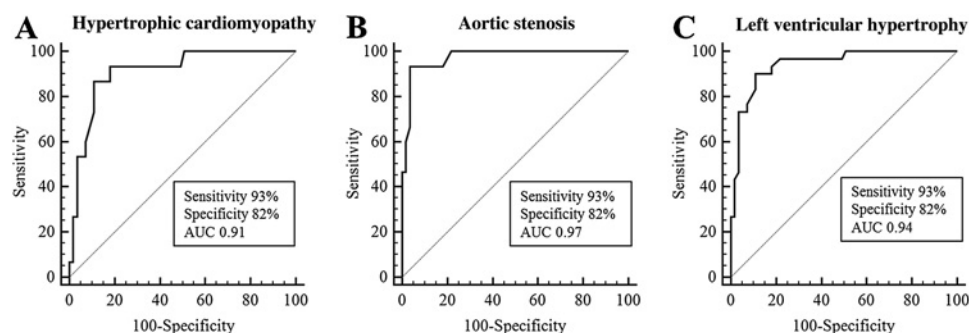 A Hypertrophic cardiomyopathy
100
80
60
40
20
0
Sensitivity
Sensitivity 93%
Specificity 82%
AUC 0.91
0 20 40 60 80 100
100-Specificity
B Aortic stenosis
100
80
60
40
20
0
Sensitivity
Sensitivity 93%
Specificity 82%
AUC 0.97
0 20 40 60 80 100
100-Specificity
C Left ventricular hypertrophy
100
80
60
40
20
0
Sensitivity
Sensitivity 93%
Specificity 82%
AUC 0.94
0 20 40 60 80 100
100-Specificity